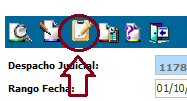 Despacho Judicial: 1178
Rango Fecha: 01/10/